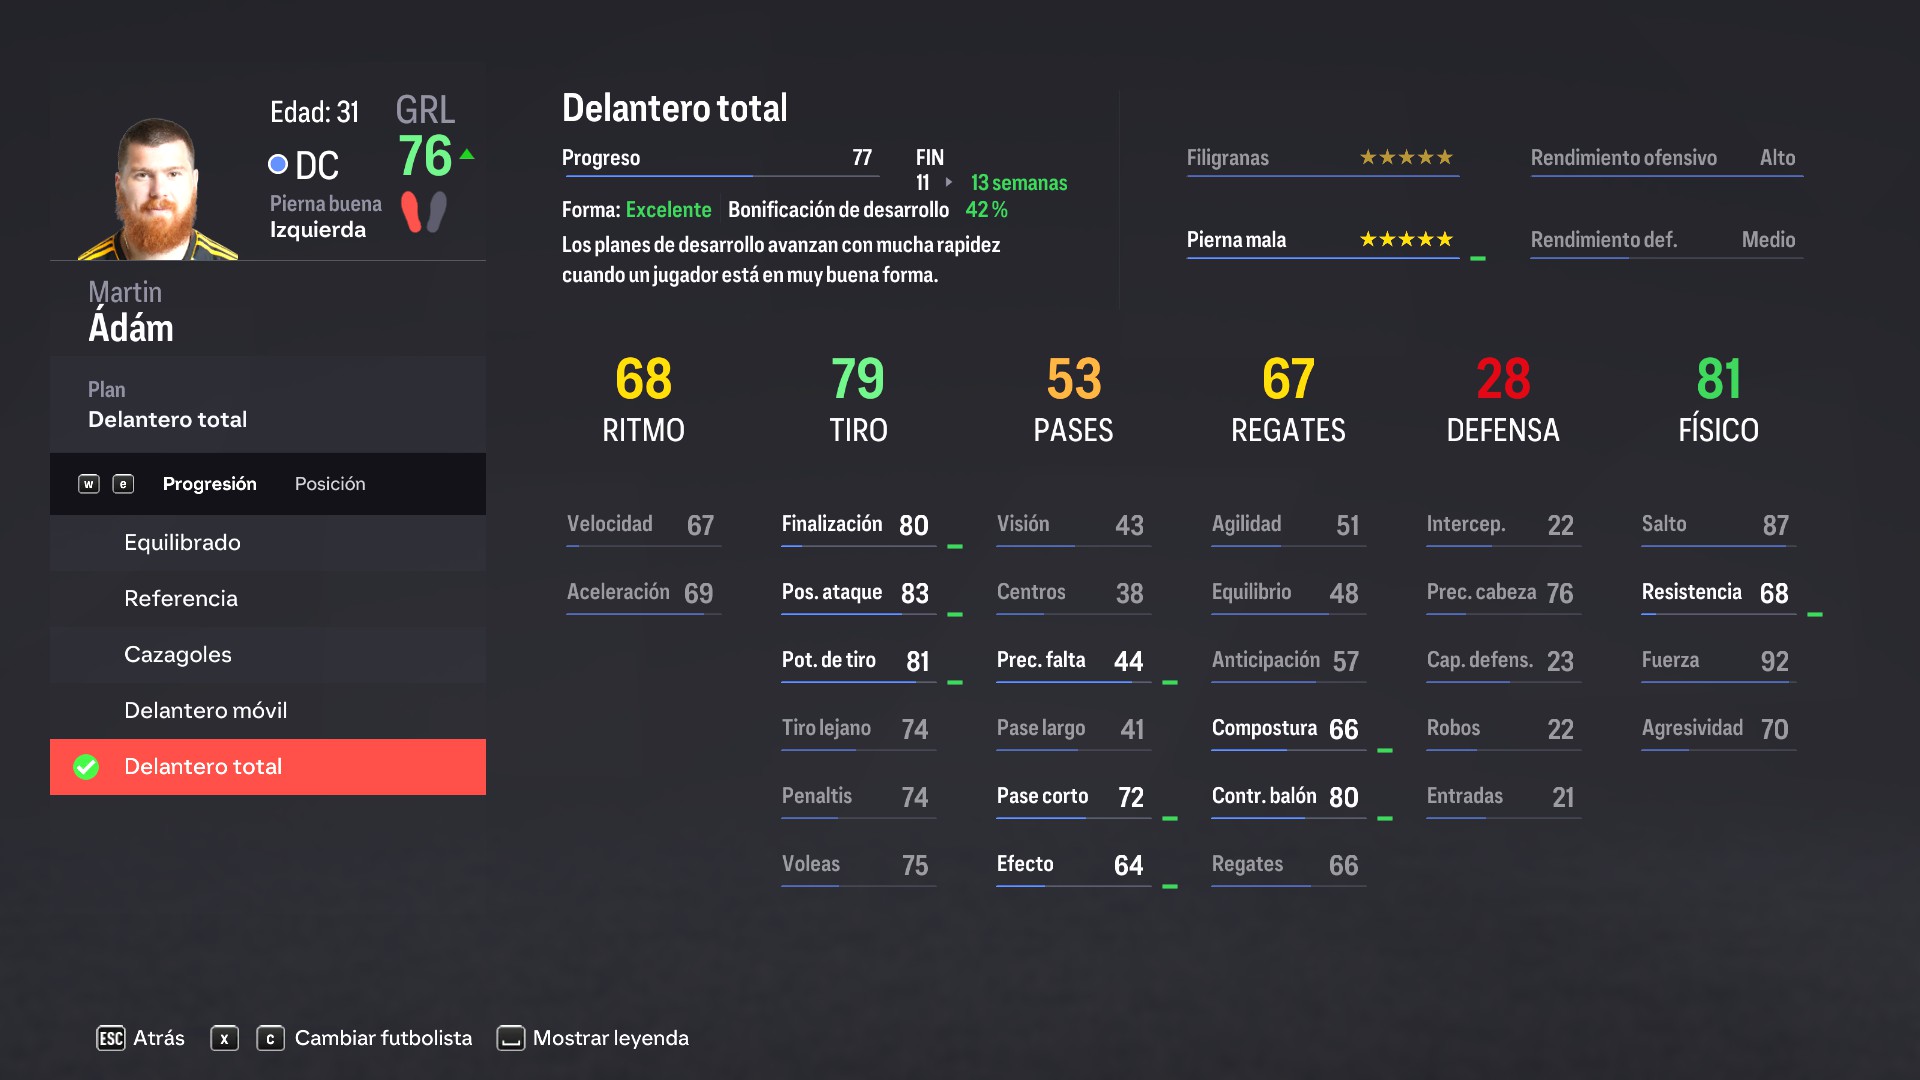 Edad: 31
GRL
DC
76
Pierna buena
Izquierda
Martin
Ádám
Plan
Delantero total
w e Progresión Posición
Equilibrado
Referencia
Cazagoles
Delantero móvil
Delantero total
Delantero total
Progreso 77
FIN
11 13 semanas
Forma: Excelente Bonificación de desarrollo 42 %
Los planes de desarrollo avanzan con mucha rapidez
cuando un jugador está en muy buena forma.
Filigranas ★★★★★
Rendimiento ofensivo Alto
Pierna mala ★★★★★
Rendimiento def. Medio
68
RITMO
Velocidad 67
Aceleración 69
79
TIRO
Finalización 80
Pos. ataque 83
Pot. de tiro 81
Tiro lejano 74
Penaltis 74
Voleas 75
53
PASES
Visión 43
Centros 38
Prec. falta 44
Pase largo 41
Pase corto 72
Efecto 64
67
REGATES
Agilidad 51
Equilibrio 48
Anticipación 57
Compostura 66
Contr. balón 80
Regates 66
28
DEFENSA
Intercep. 22
Prec. cabeza 76
Cap. defens. 23
Robos 22
Entradas 21
81
FÍSICO
Salto 87
Resistencia 68
Fuerza 92
Agresividad 70
ESC Atrás x c Cambiar futbolista Mostrar leyenda